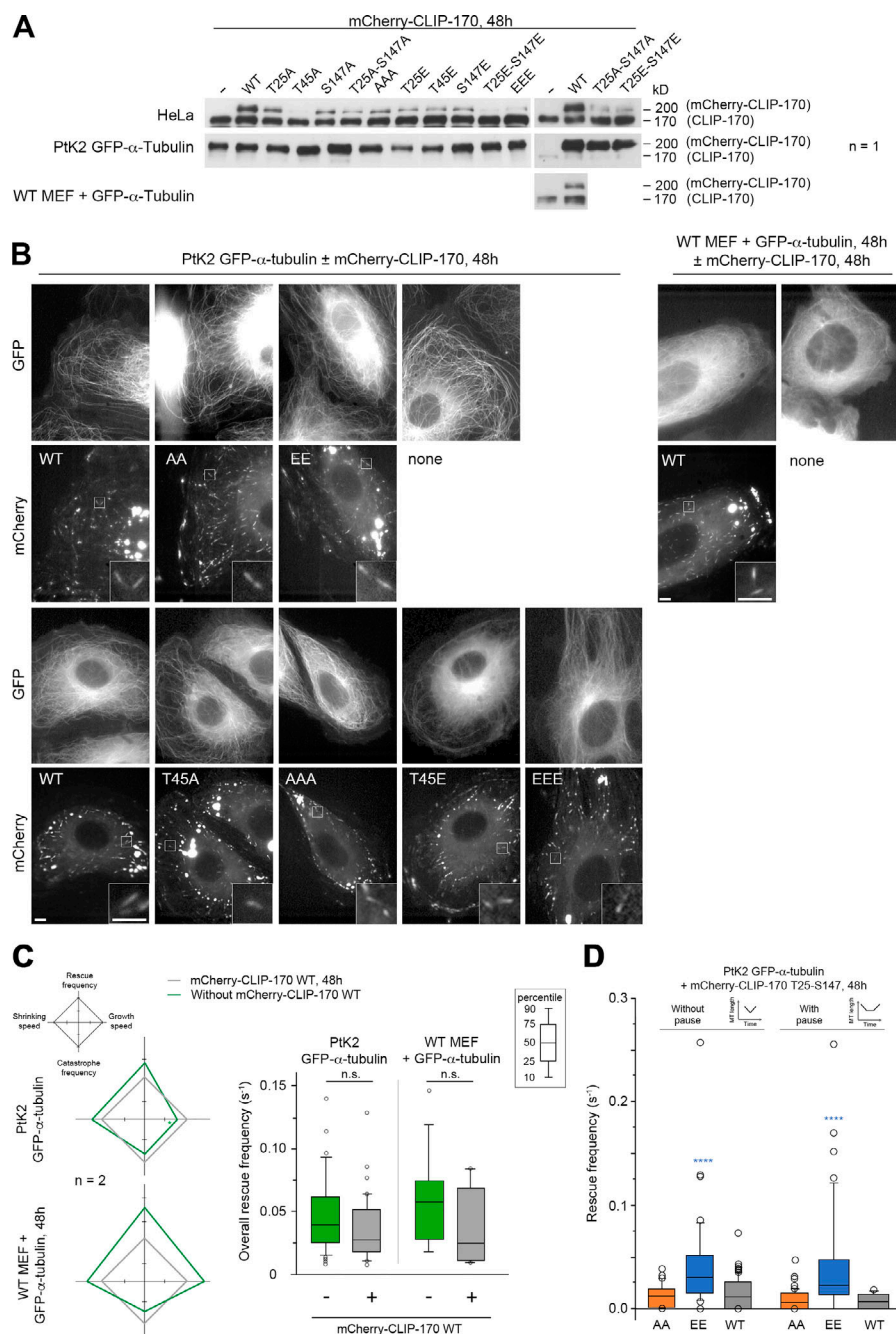 A
mCherry-CLIP-170, 48h
– WT T25A T45A S147A T25A-S147A AAA T25E T45E S147E T25E-S147E EEE – WT T25A-S147A T25E-S147E kD
HeLa
200 (mCherry-CLIP-170)
170 (CLIP-170)
PtK2 GFP-α-Tubulin
200 (mCherry-CLIP-170)
170 (CLIP-170)
n = 1
WT MEF + GFP-α-Tubulin
200 (mCherry-CLIP-170)
170 (CLIP-170)
B
PtK2 GFP-α-tubulin ± mCherry-CLIP-170, 48h
WT MEF + GFP-α-tubulin, 48h
± mCherry-CLIP-170, 48h
GFP
mCherry
WT AA EE none
WT none
GFP
mCherry
WT T45A AAA T45E EEE
C
Rescue
frequency
Shrinking
speed
Growth
speed
Catastrophe
frequency
mCherry-CLIP-170 WT, 48h
Without mCherry-CLIP-170 WT
PtK2
GFP-α-tubulin
*
n = 2
WT MEF +
GFP-α-tubulin, 48h
PtK2
GFP-α-tubulin
WT MEF
+ GFP-α-tubulin
n.s. n.s.
percentile
90
75
50
25
10
Overall rescue frequency (s⁻¹)
0.15
0.10
0.05
0.00
- + - +
mCherry-CLIP-170 WT
D
PtK2 GFP-α-tubulin
+ mCherry-CLIP-170 T25-S147, 48h
Without
pause
MT length
Time
With
pause
MT length
Time
Rescue frequency (s⁻¹)
0.3
0.2
0.1
0.0
**** ****
AA EE WT AA EE WT